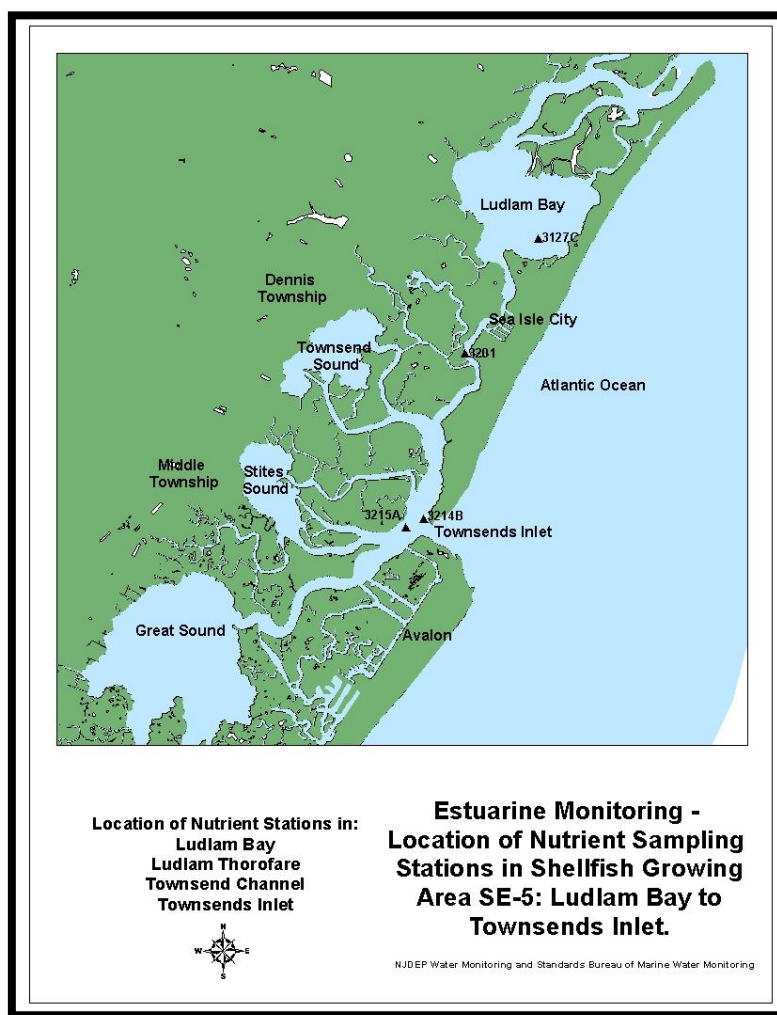 Ludlam Bay
3127C
Dennis
Township
Sea Isle City
Townsend
Sound
3201
Atlantic Ocean
Middle
Township
Stites
Sound
3215A
3214B
Townsends Inlet
Great Sound
Avalon
Location of Nutrient Stations in:
Ludlam Bay
Ludlam Thorofare
Townsend Channel
Townsends Inlet
N
W
E
S
Estuarine Monitoring -
Location of Nutrient Sampling
Stations in Shellfish Growing
Area SE-5: Ludlam Bay to
Townsends Inlet.
NJDEP Water Monitoring and Standards Bureau of Marine Water Monitoring